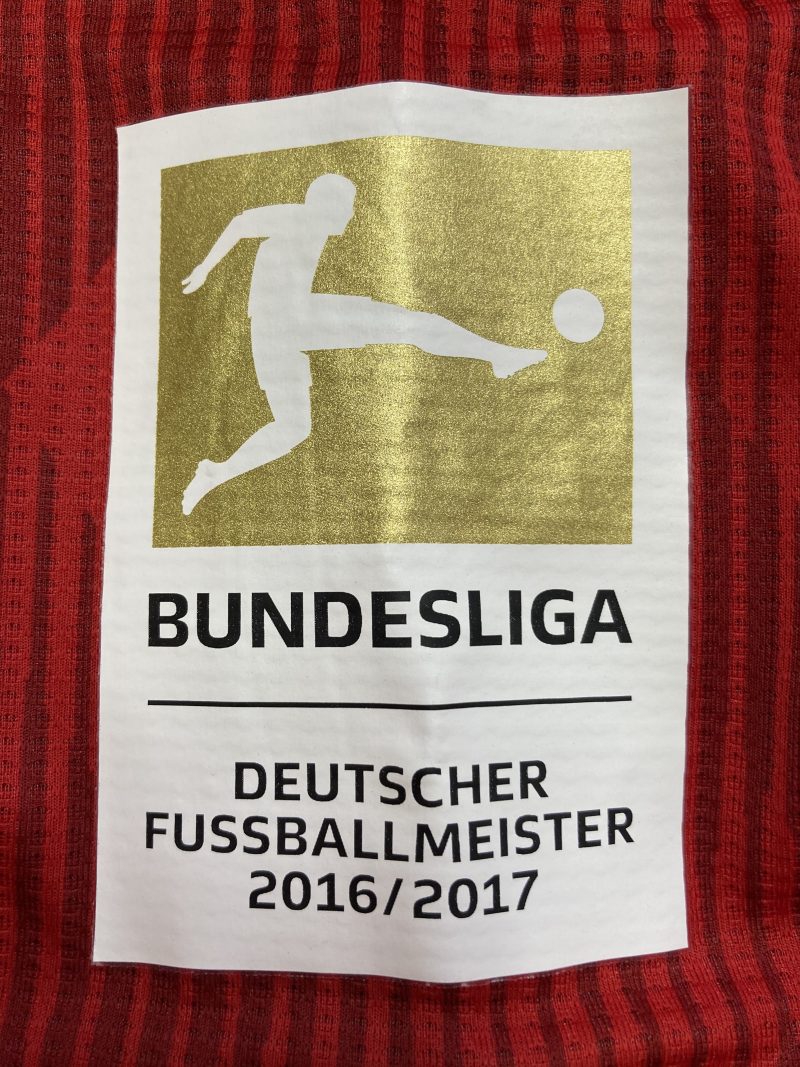 BUNDESLIGA
DEUTSCHER
FUSSBALLMEISTER
2016/2017